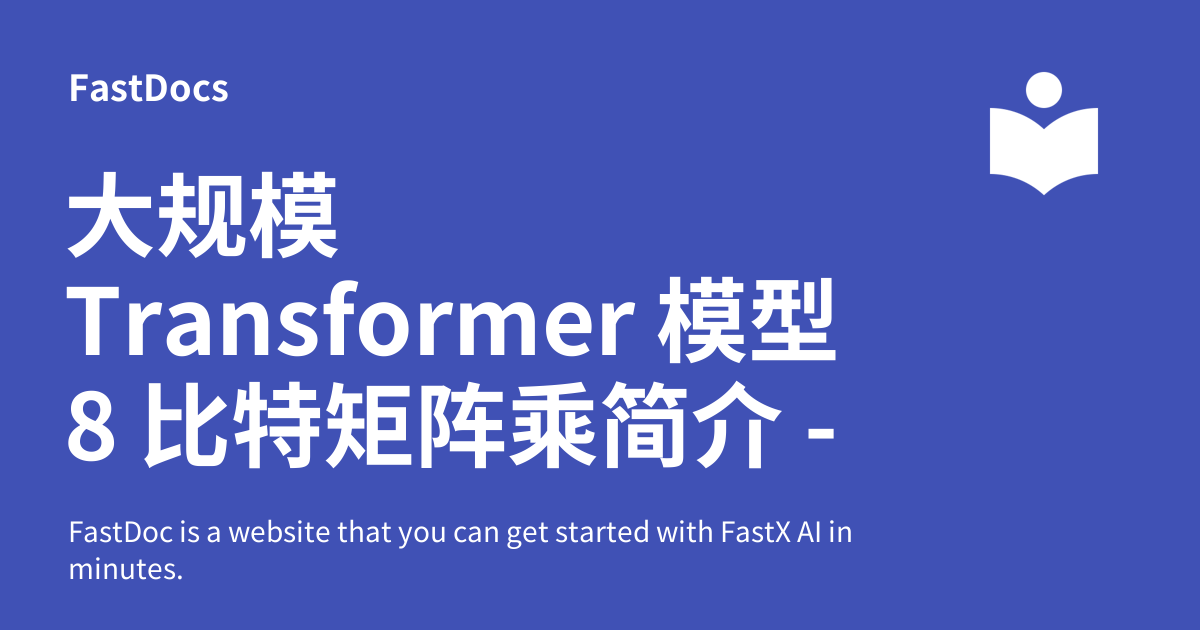 FastDocs
大规模
Transformer 模型
8 比特矩阵乘简介 -
FastDoc is a website that you can get started with FastX AI in
minutes.